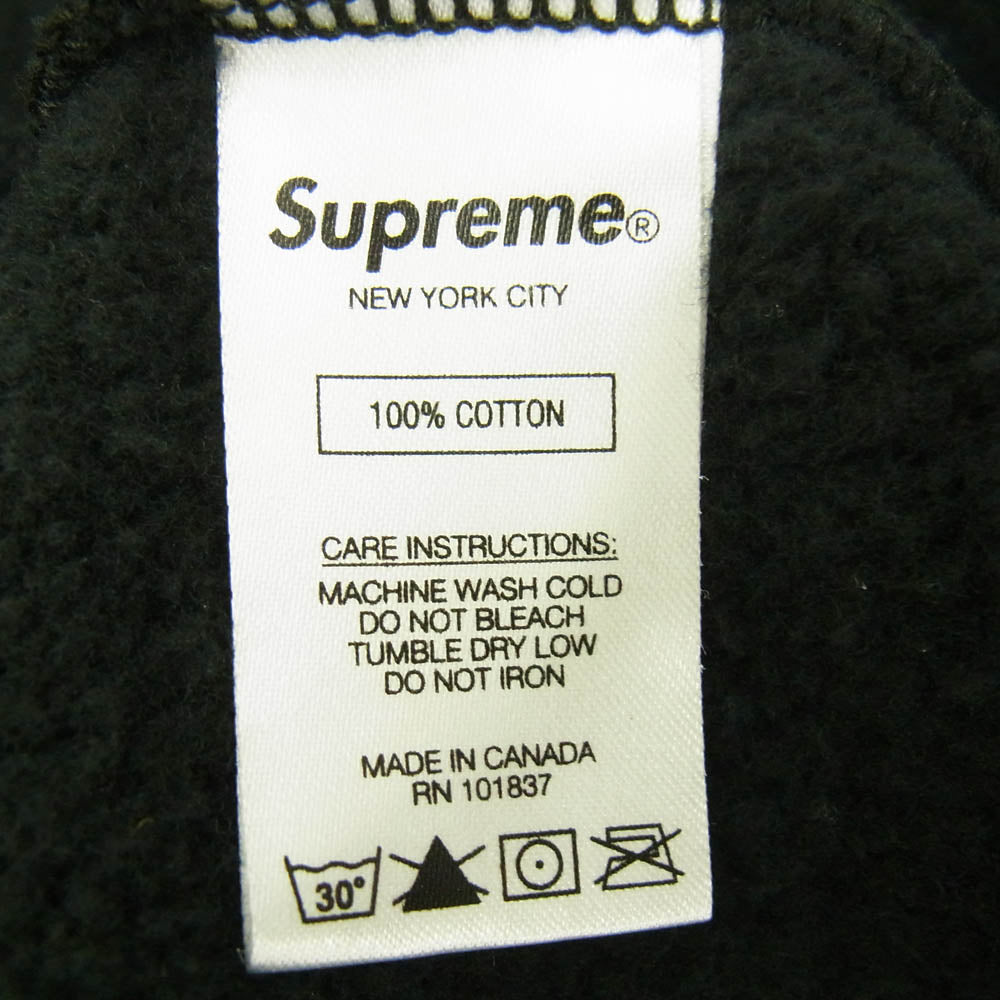 Supreme®
NEW YORK CITY
100% COTTON
CARE INSTRUCTIONS:
MACHINE WASH COLD
DO NOT BLEACH
TUMBLE DRY LOW
DO NOT IRON
MADE IN CANADA
RN 101837
30°